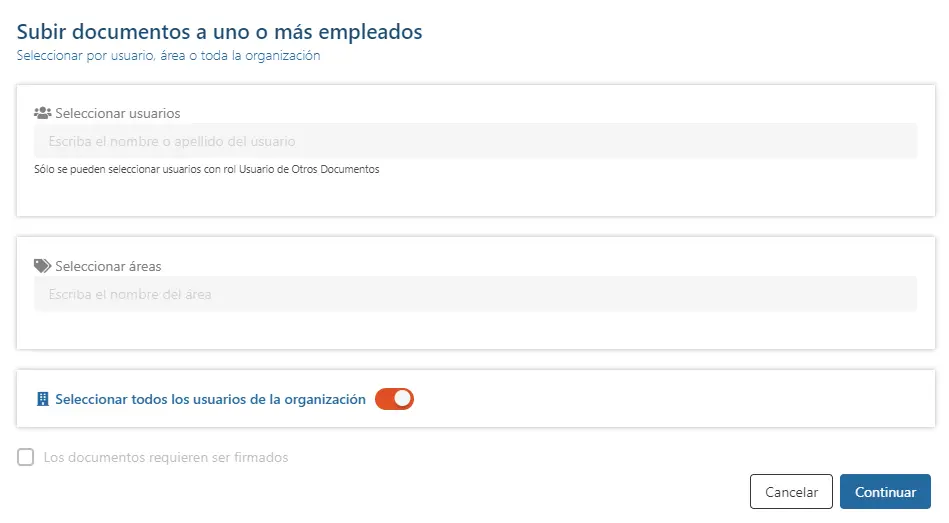 Subir documentos a uno o más empleados
Seleccionar por usuario, área o toda la organización
Seleccionar usuarios
Escriba el nombre o apellido del usuario
Sólo se pueden seleccionar usuarios con rol Usuario de Otros Documentos
Seleccionar áreas
Escriba el nombre del área
Seleccionar todos los usuarios de la organización
Los documentos requieren ser firmados
Cancelar Continuar